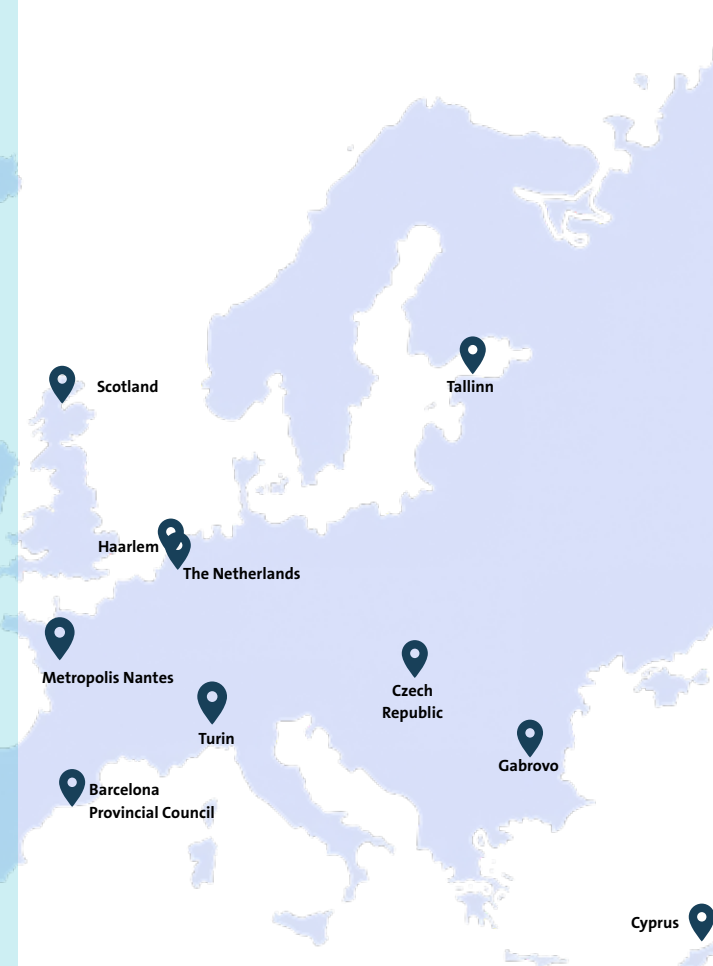 Scotland
Tallinn
Haarlem
The Netherlands
Metropolis Nantes
Czech
Republic
Turin
Gabrovo
Barcelona
Provincial Council
Cyprus